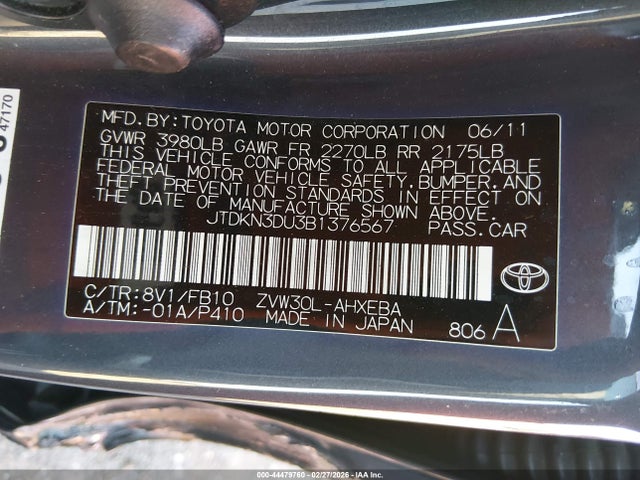 47170
MFD.BY:TOYOTA MOTOR CORPORATION 06/11
GVWR 3980LB GAWR FR 2270LB RR 2175LB
THIS VEHICLE CONFORMS TO ALL APPLICABLE
FEDERAL MOTOR VEHICLE SAFETY,BUMPER,AND
THEFT PREVENTION STANDARDS IN EFFECT ON
THE DATE OF MANUFACTURE SHOWN ABOVE.
JTDKN3DU3B1376567 PASS.CAR
C/TR:8V1/FB10 ZVW30L-AHXEBA
A/TM:-01A/P410 MADE IN JAPAN 806 A
000-44479760 - 02/27/2026 - IAAI.COM